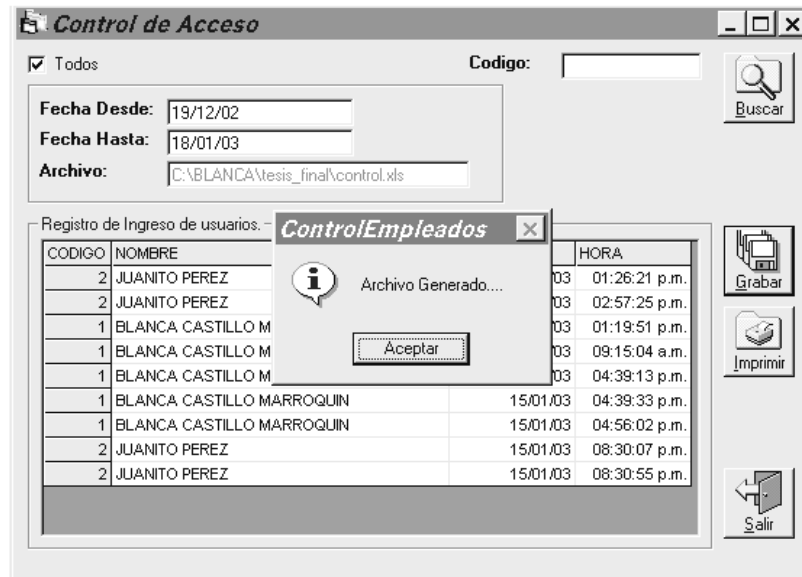 Control de Acceso
Todos
Codigo:
Buscar
Fecha Desde: 19/12/02
Fecha Hasta: 18/01/03
Archivo: C:\BLANCA\tesis_final\control.xls
Registro de Ingreso de usuarios.
ControlEmpleados
Archivo Generado....
Aceptar
CODIGO NOMBRE HORA
2 JUANITO PEREZ /03 01:26:21 p.m.
2 JUANITO PEREZ /03 02:57:25 p.m.
1 BLANCA CASTILLO M /03 01:19:51 p.m.
1 BLANCA CASTILLO M /03 09:15:04 a.m.
1 BLANCA CASTILLO M /03 04:39:13 p.m.
1 BLANCA CASTILLO MARROQUIN 15/01/03 04:39:33 p.m.
1 BLANCA CASTILLO MARROQUIN 15/01/03 04:56:02 p.m.
2 JUANITO PEREZ 15/01/03 08:30:07 p.m.
2 JUANITO PEREZ 15/01/03 08:30:55 p.m.
Grabar
Imprimir
Salir